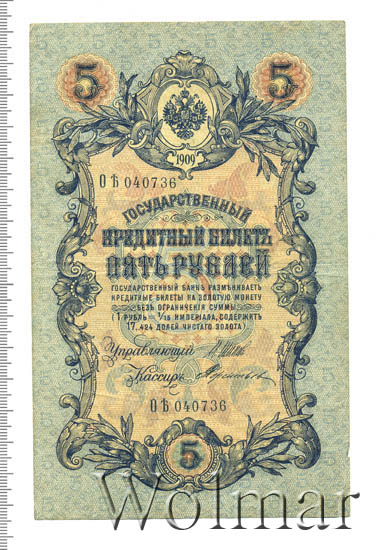 5 5
1909
ОѢ 040736
ГОСУДАРСТВЕННЫЙ
КРЕДИТНЫЙ БИЛЕТЪ
ПЯТЬ РУБЛЕЙ
ГОСУДАРСТВЕННЫЙ БАНКЪ РАЗМѢНИВАЕТЪ
КРЕДИТНЫЕ БИЛЕТЫ НА ЗОЛОТУЮ МОНЕТУ
БЕЗЪ ОГРАНИЧЕНІЯ СУММЫ
(1 РУБЛЬ = 1/15 ИМПЕРІАЛА, СОДЕРЖИТЪ
17,424 ДОЛЕЙ ЧИСТАГО ЗОЛОТА).
Управляющій
Кассиръ
ОѢ 040736
5
Wolmar